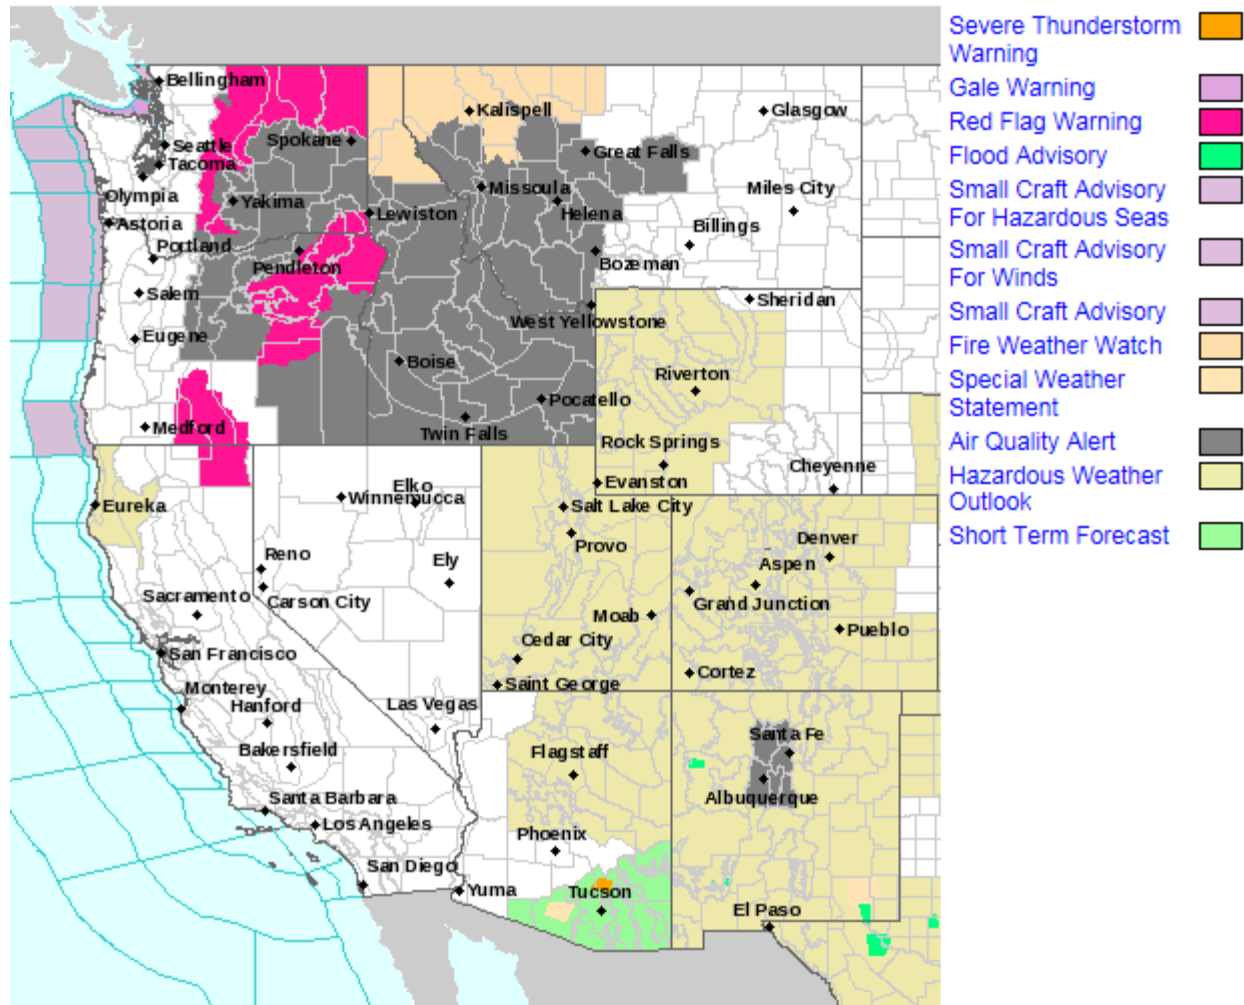 Bellingham
Kalispell
Glasgow
Spokane
Seattle
Great Falls
Tacoma
Missoula
Miles City
Olympia
Yakima
Lewiston
Helena
Astoria
Billings
Portland
Pendleton
Bozeman
Salem
Sheridan
West Yellowstone
Eugene
Boise
Riverton
Pocatello
Medford
Twin Falls
Rock Springs
Cheyenne
Elko
Evanston
Winnemucca
Eureka
Salt Lake City
Provo
Denver
Reno
Ely
Aspen
Sacramento
Carson City
Grand Junction
Moab
Pueblo
Cedar City
San Francisco
Cortez
Saint George
Monterey
Hanford
Las Vegas
Santa Fe
Bakersfield
Flagstaff
Santa Barbara
Albuquerque
Los Angeles
Phoenix
San Diego
Yuma
Tucson
El Paso
Severe Thunderstorm
Warning
Gale Warning
Red Flag Warning
Flood Advisory
Small Craft Advisory
For Hazardous Seas
Small Craft Advisory
For Winds
Small Craft Advisory
Fire Weather Watch
Special Weather
Statement
Air Quality Alert
Hazardous Weather
Outlook
Short Term Forecast